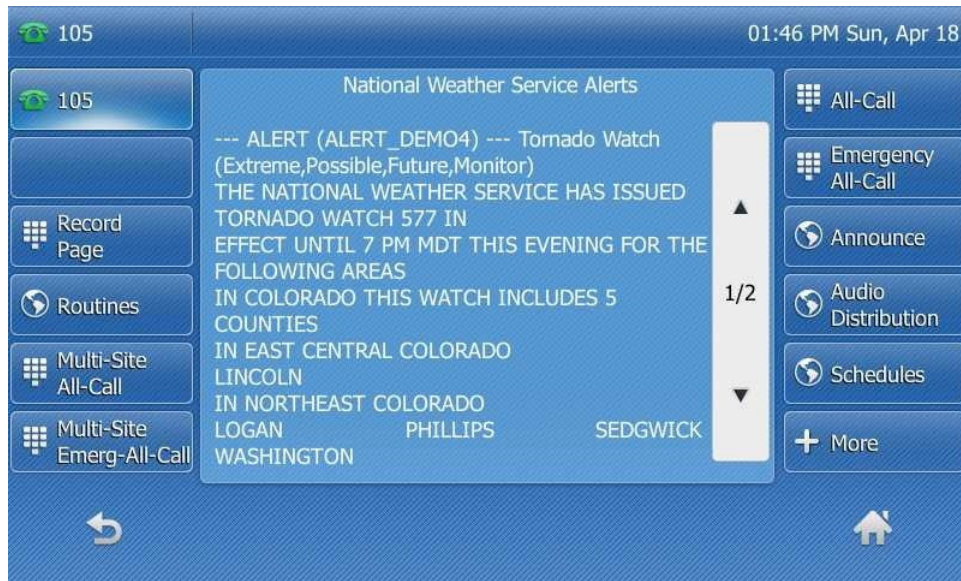 105
01:46 PM Sun, Apr 18
105
Record
Page
Routines
Multi-Site
All-Call
Multi-Site
Emerg-All-Call
National Weather Service Alerts
--- ALERT (ALERT_DEMO4) --- Tornado Watch
(Extreme,Possible,Future,Monitor)
THE NATIONAL WEATHER SERVICE HAS ISSUED
TORNADO WATCH 577 IN
EFFECT UNTIL 7 PM MDT THIS EVENING FOR THE
FOLLOWING AREAS
IN COLORADO THIS WATCH INCLUDES 5
COUNTIES
IN EAST CENTRAL COLORADO
LINCOLN
IN NORTHEAST COLORADO
LOGAN PHILLIPS SEDGWICK
WASHINGTON
1/2
All-Call
Emergency
All-Call
Announce
Audio
Distribution
Schedules
More